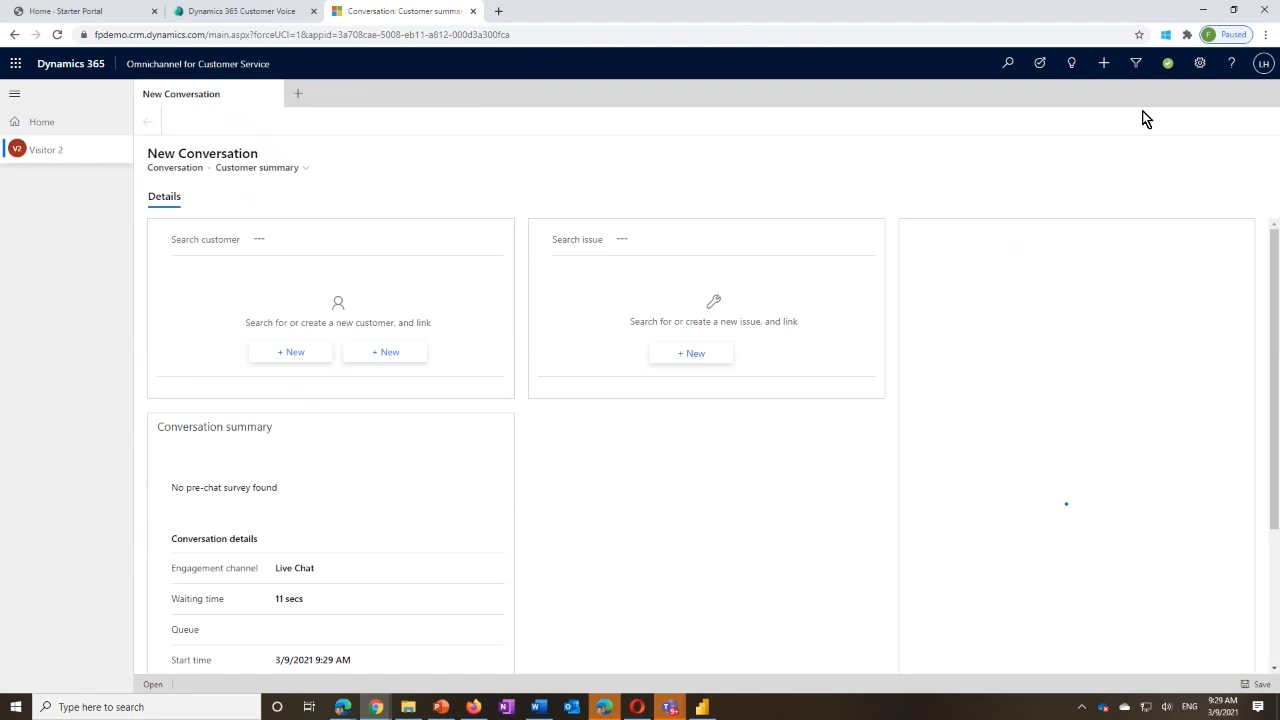 Home - Starter Portal
Dynamics 365 Customer Voice
Conversation: Customer summar
fpdemo.crm.dynamics.com/main.aspx?forceUCI=1&appid=3a708cae-5008-eb11-a812-000d3a300fc0
F
Paused
Dynamics 365
Omnichannel for Customer Service
LH
New Conversation
Home
V2
Visitor 2
New Conversation
Conversation · Customer summary
Details
Search customer ---
Search issue ---
Search for or create a new customer, and link
Search for or create a new issue, and link
+ New
+ New
+ New
Conversation summary
No pre-chat survey found
Conversation details
Engagement channel Live Chat
Waiting time 11 secs
Queue
Start time 3/9/2021 9:29 AM
Open
Save
Type here to search
9+
ENG
9:29 AM
3/9/2021